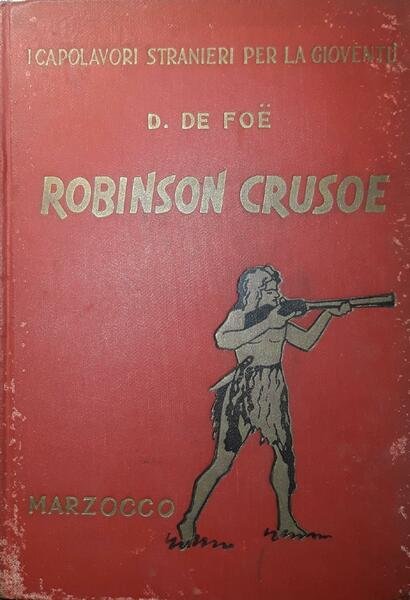 I CAPOLAVORI STRANIERI PER LA GIOVENTÙ
D. DE FOË
ROBINSON CRUSOE
MARZOCCO